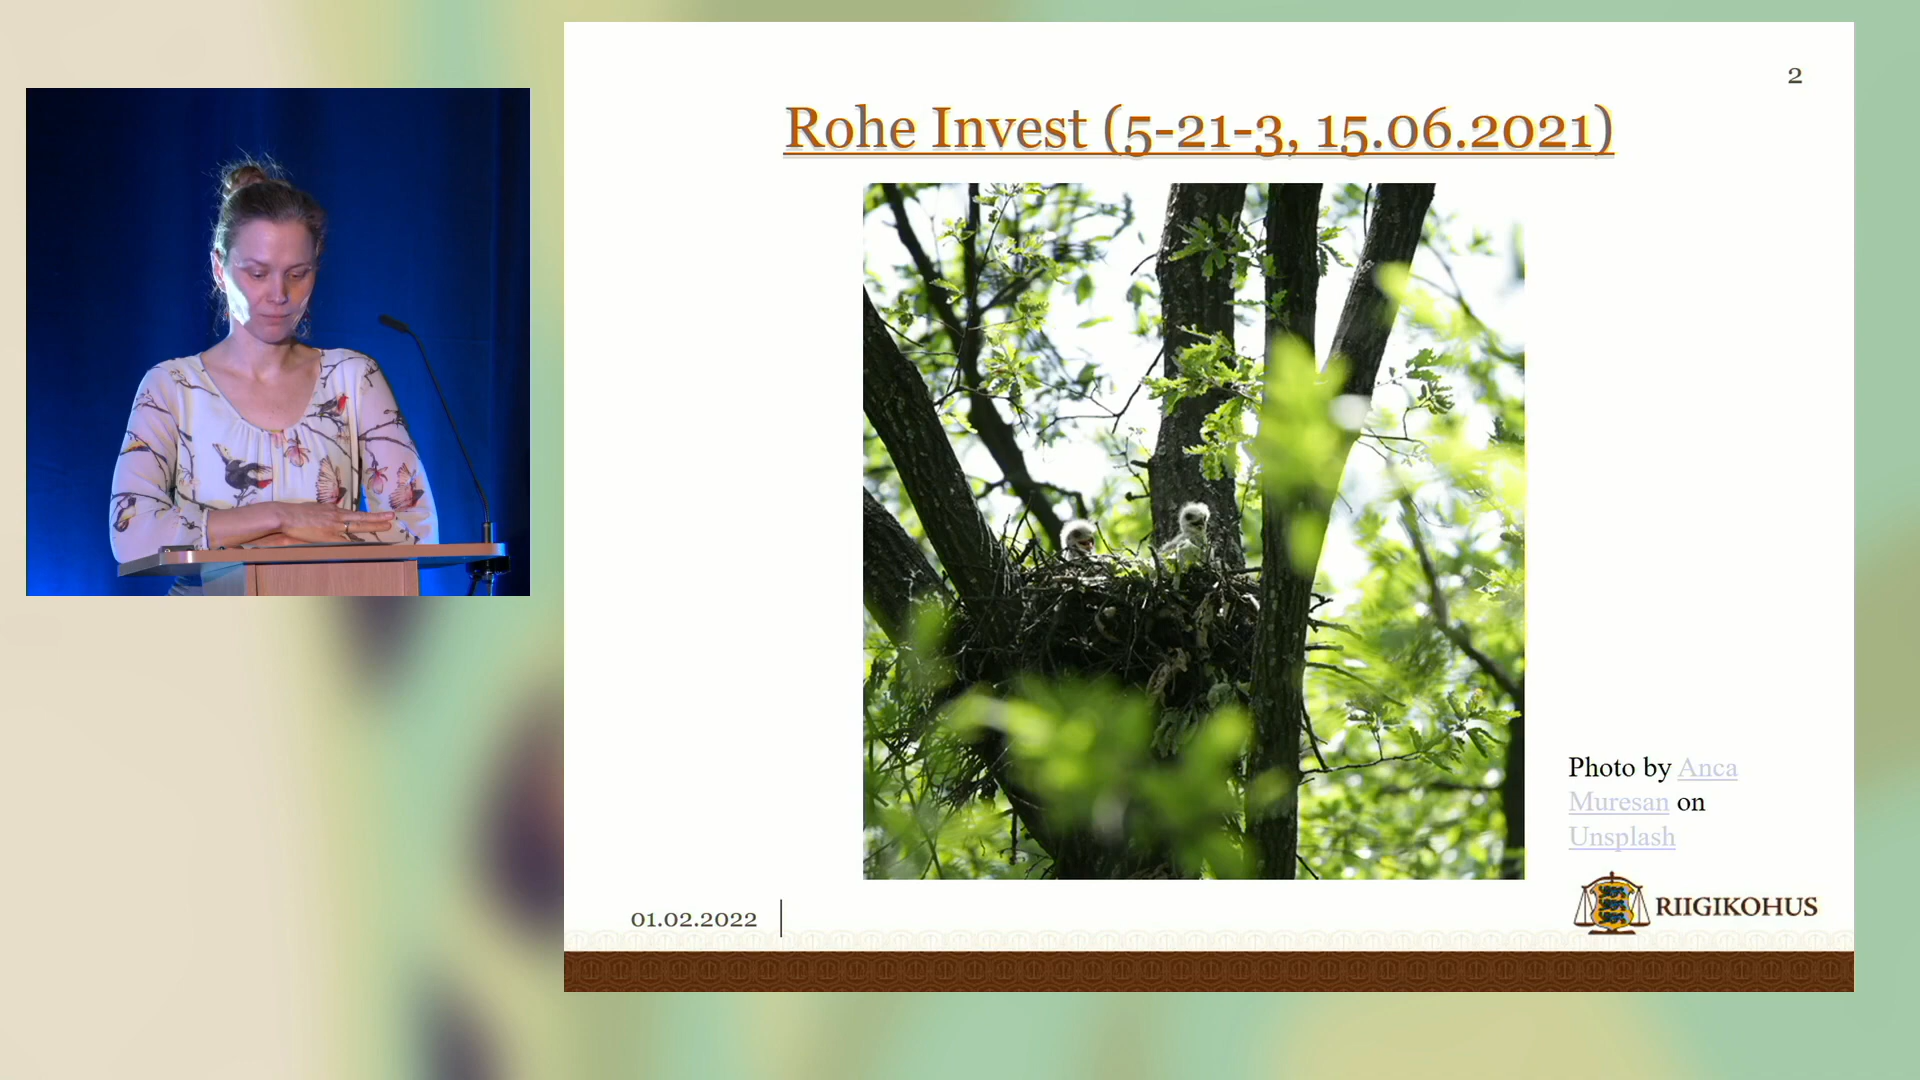 2
Rohe Invest (5-21-3, 15.06.2021)
Photo by Anca
Muresan on
Unsplash
01.02.2022
RIIGIKOHUS